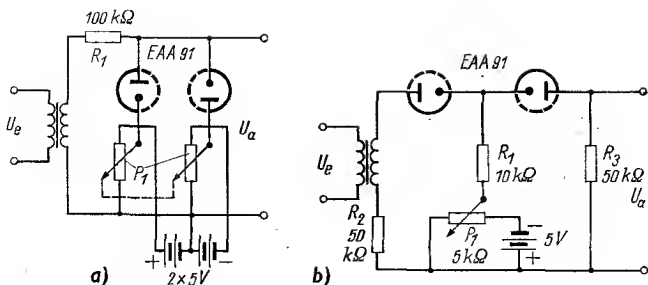 100 kΩ
R1
EAA 91
Ue
Ua
P1
+
-
2×5V
a)
EAA 91
Ue
R1
10 kΩ
R3
50 kΩ
Ua
R2
50
kΩ
P1
5 kΩ
-
5V
+
b)